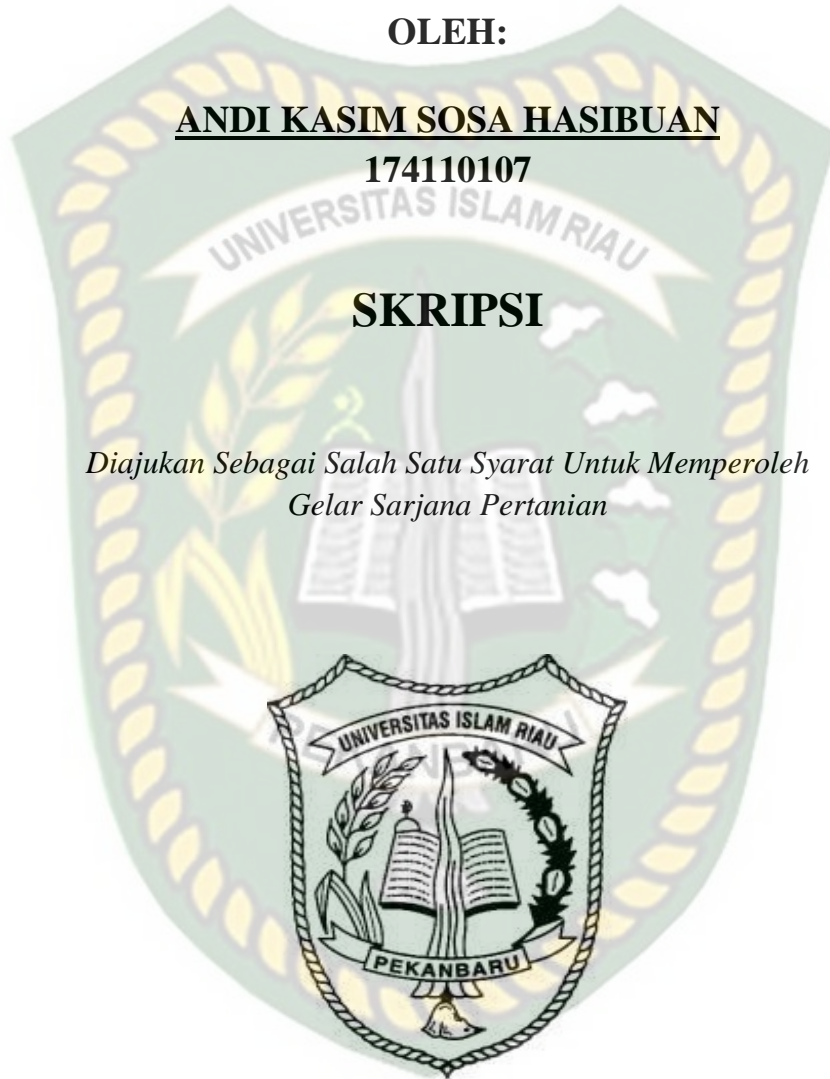 OLEH:
ANDI KASIM SOSA HASIBUAN
174110107
UNIVERSITAS ISLAM RIAU
SKRIPSI
Diajukan Sebagai Salah Satu Syarat Untuk Memperoleh
Gelar Sarjana Pertanian
UNIVERSITAS ISLAM RIAU
PEKANBARU